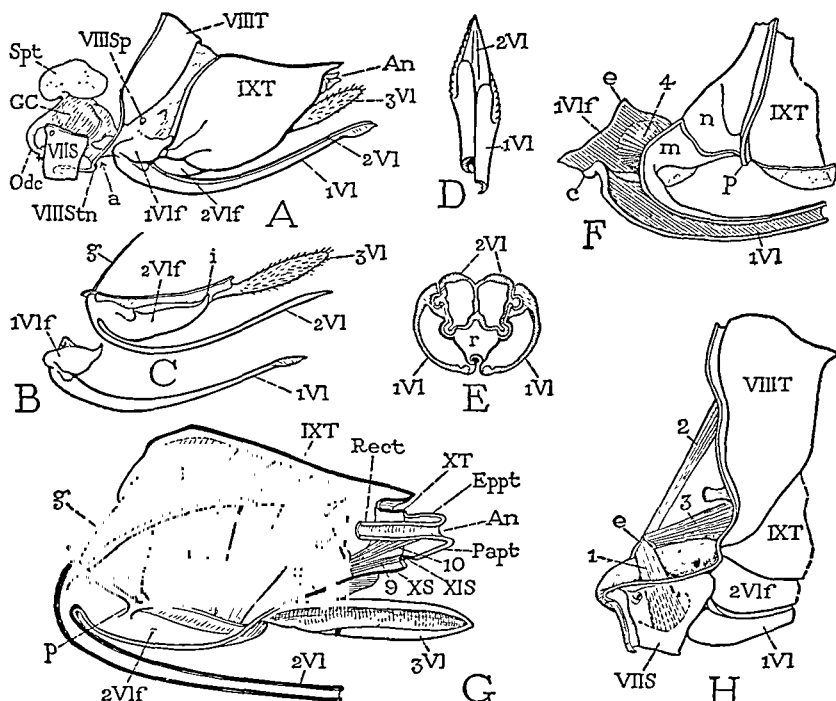 VIIIT
VIIISp
Spt
GC
IXT
An
3Vl
VIIS
Odc
a
VIIIStn
1Vlf
2Vlf
2Vl
1Vl
A
2Vl
1Vl
D
e
4
1Vlf
n
IXT
m
c
p
1Vl
F
g
i
2Vlf
3Vl
1Vlf
2Vl
C
B
1Vl
2Vl
r
1Vl
1Vl
E
IXT
Rect
XT
Eppt
g
An
Papt
10
XIS
9
XS
p
2Vlf
2Vl
3Vl
G
VIIIT
2
3
e
IXT
1
2Vlf
1Vl
VIIS
H